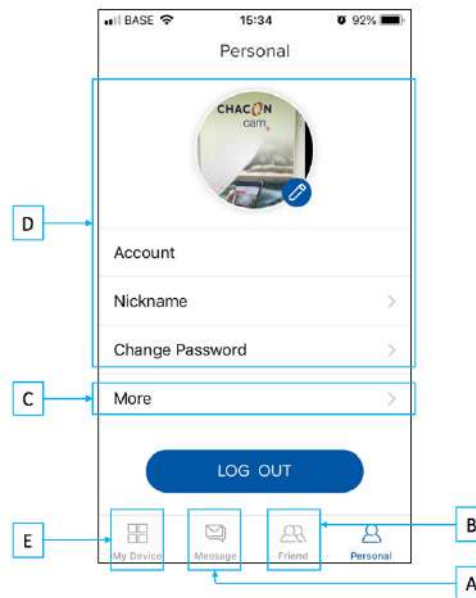 BASE 15:34 92%
Personal
CHACON
cam
D
Account
Nickname
Change Password
C
More
LOG OUT
B
E
My Device Message Friend Personal
A